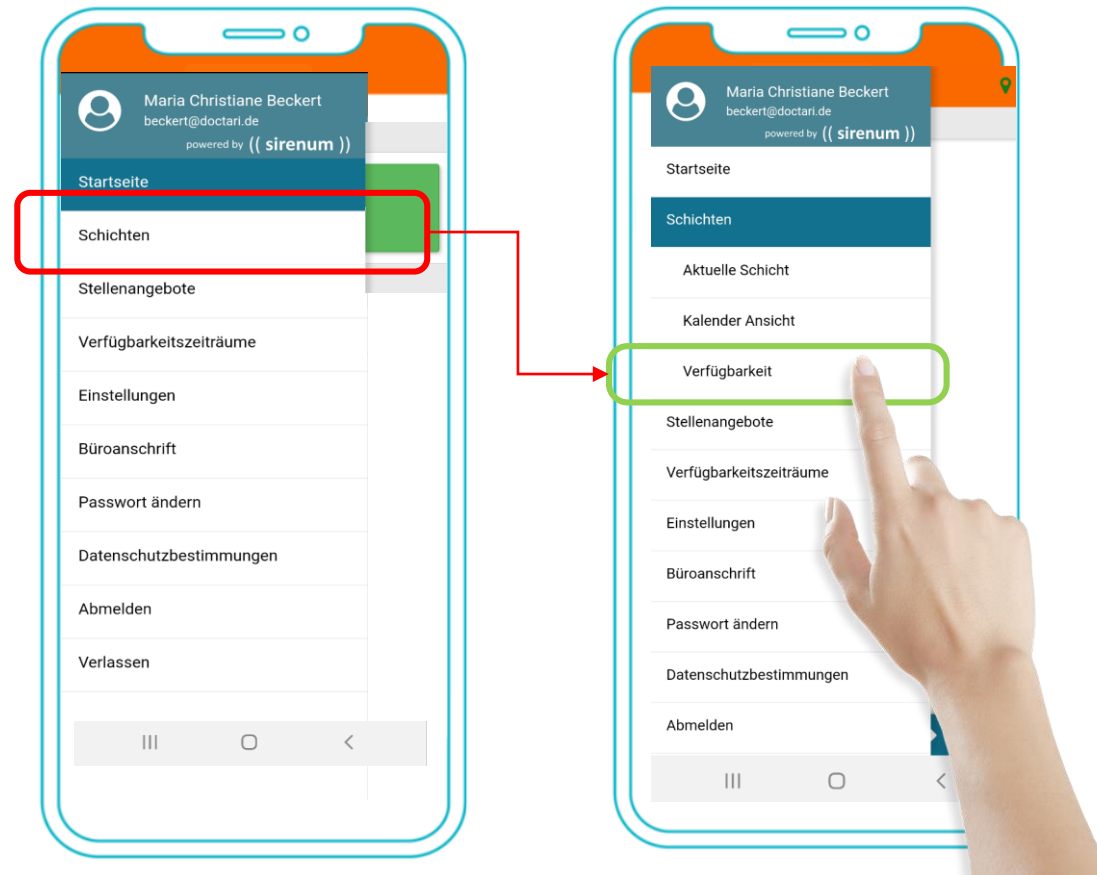 Maria Christiane Beckert
beckert@doctari.de
powered by (( sirenum ))
Startseite
Schichten
Stellenangebote
Verfügbarkeitszeiträume
Einstellungen
Büroanschrift
Passwort ändern
Datenschutzbestimmungen
Abmelden
Verlassen
Maria Christiane Beckert
beckert@doctari.de
powered by (( sirenum ))
Startseite
Schichten
Aktuelle Schicht
Kalender Ansicht
Verfügbarkeit
Stellenangebote
Verfügbarkeitszeiträume
Einstellungen
Büroanschrift
Passwort ändern
Datenschutzbestimmungen
Abmelden